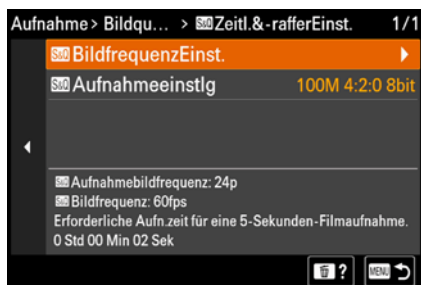 Aufnahme> Bildqu... > S&Q Zeitl.&-rafferEinst. 1/1
S&Q BildfrequenzEinst.
S&Q Aufnahmeeinstlg 100M 4:2:0 8bit
S&Q Aufnahmebildfrequenz: 24p
S&Q Bildfrequenz: 60fps
Erforderliche Aufn.zeit für eine 5-Sekunden-Filmaufnahme.
0 Std 00 Min 02 Sek
? MENU